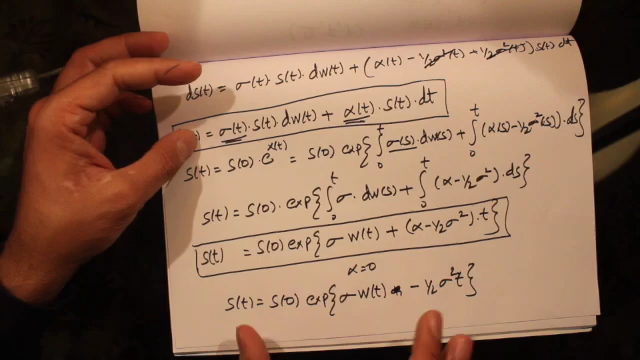 ds(t) = σ(t)·s(t)·dw(t) + (α(t) - 1/2σ²(t) + 1/2σ²(t)) s(t) dt
= σ(t)·s(t)·dw(t) + α(t)·s(t)·dt
s(t) = s(0)·e^x(t) = s(0) exp{∫₀ᵗ σ(s)·dw(s) + ∫₀ᵗ (α(s) - 1/2σ²(s))·ds}
s(t) = s(0)·exp{∫₀ᵗ σ·dw(s) + ∫₀ᵗ (α - 1/2σ²)·ds}
s(t) = s(0) exp{σ w(t) + (α - 1/2σ²)·t}
α=0
s(t) = s(0) exp{σ w(t) - 1/2σ²t}